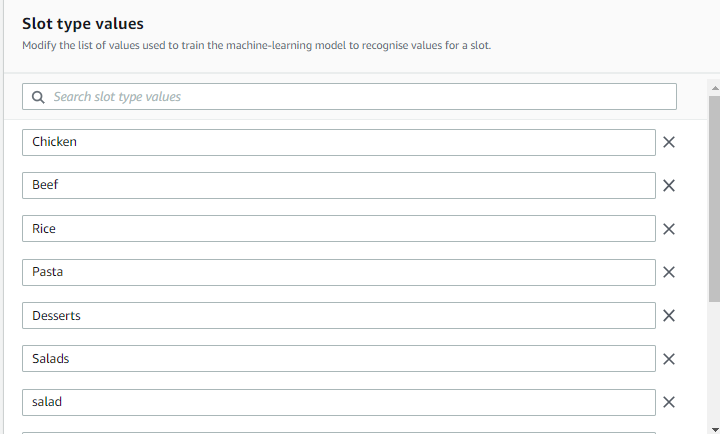 Slot type values
Modify the list of values used to train the machine-learning model to recognise values for a slot.
Search slot type values
Chicken
Beef
Rice
Pasta
Desserts
Salads
salad